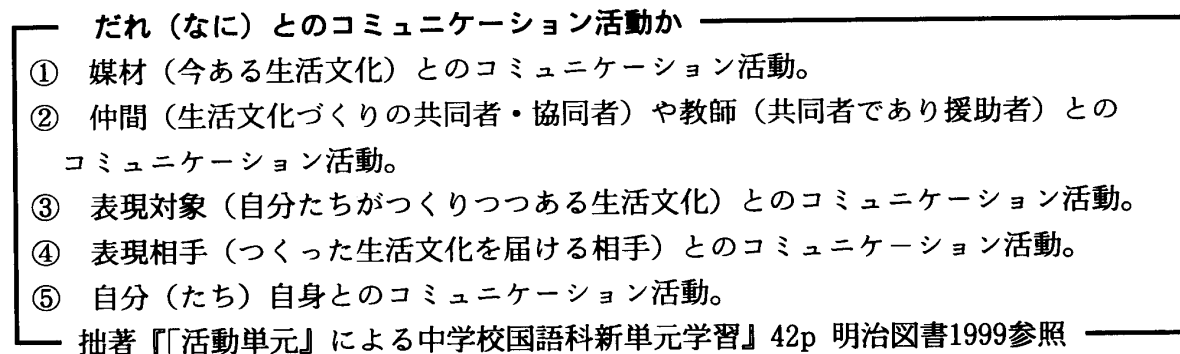 だれ（なに）とのコミュニケーション活動か
① 媒材（今ある生活文化）とのコミュニケーション活動。
② 仲間（生活文化づくりの共同者・協同者）や教師（共同者であり援助者）との
コミュニケーション活動。
③ 表現対象（自分たちがつくりつつある生活文化）とのコミュニケーション活動。
④ 表現相手（つくった生活文化を届ける相手）とのコミュニケーション活動。
⑤ 自分（たち）自身とのコミュニケーション活動。
拙著『「活動単元』による中学校国語科新単元学習』42p 明治図書1999参照